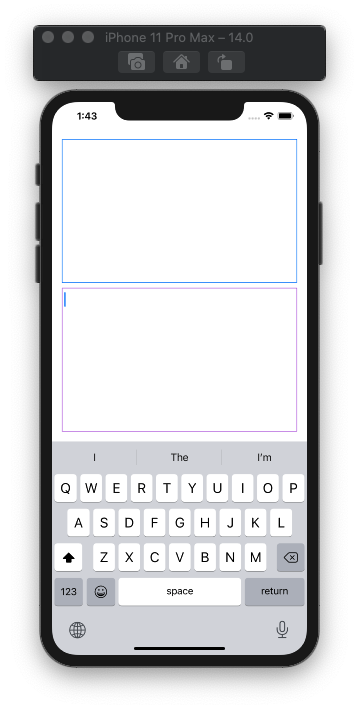 iPhone 11 Pro Max – 14.0
1:43
I The I'm
Q W E R T Y U I O P
A S D F G H J K L
Z X C V B N M
123 space return